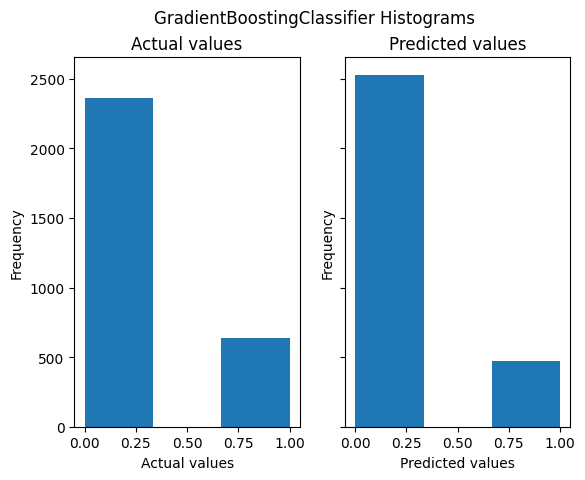 GradientBoostingClassifier Histograms
Actual values
Predicted values
2500
2000
1500
1000
500
0
Frequency
Frequency
0.00 0.25 0.50 0.75 1.00
0.00 0.25 0.50 0.75 1.00
Actual values
Predicted values